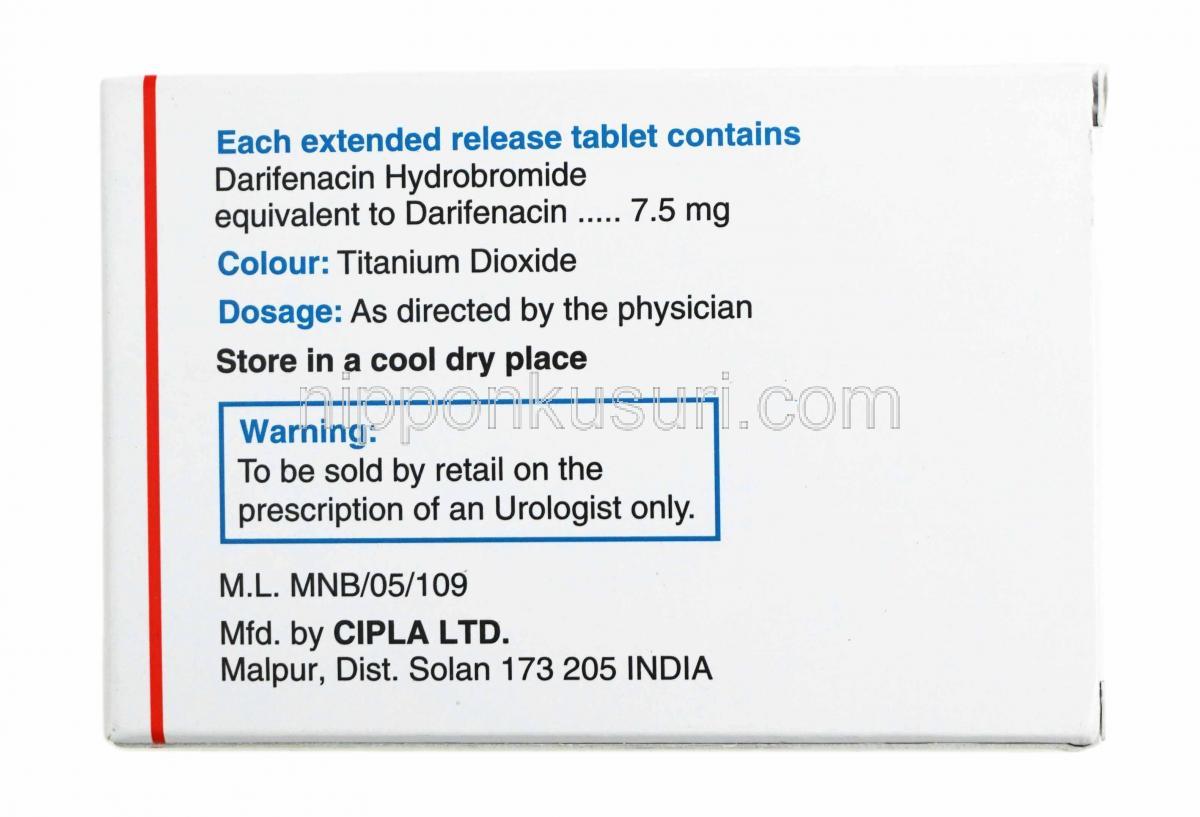 Each extended release tablet contains
Darifenacin Hydrobromide
equivalent to Darifenacin ..... 7.5 mg
Colour: Titanium Dioxide
Dosage: As directed by the physician
Store in a cool dry place
nipponkusuri.com
Warning:
To be sold by retail on the
prescription of an Urologist only.
M.L. MNB/05/109
Mfd. by CIPLA LTD.
Malpur, Dist. Solan 173 205 INDIA